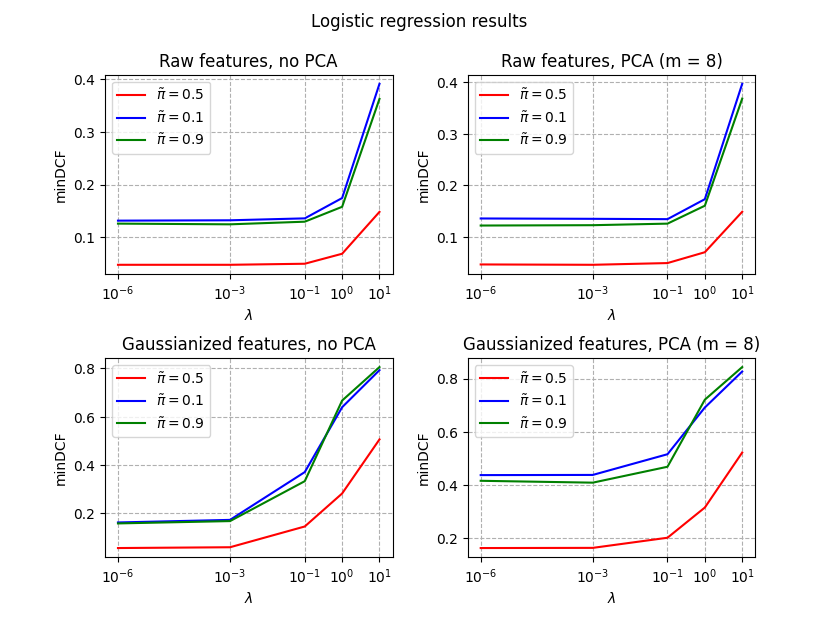 Logistic regression results
Raw features, no PCA
minDCF
0.4
0.3
0.2
0.1
π̃ = 0.5
π̃ = 0.1
π̃ = 0.9
10⁻⁶ 10⁻³ 10⁻¹ 10⁰ 10¹
λ
Raw features, PCA (m = 8)
minDCF
0.4
0.3
0.2
0.1
π̃ = 0.5
π̃ = 0.1
π̃ = 0.9
10⁻⁶ 10⁻³ 10⁻¹ 10⁰ 10¹
λ
Gaussianized features, no PCA
minDCF
0.8
0.6
0.4
0.2
π̃ = 0.5
π̃ = 0.1
π̃ = 0.9
10⁻⁶ 10⁻³ 10⁻¹ 10⁰ 10¹
λ
Gaussianized features, PCA (m = 8)
minDCF
0.8
0.6
0.4
0.2
π̃ = 0.5
π̃ = 0.1
π̃ = 0.9
10⁻⁶ 10⁻³ 10⁻¹ 10⁰ 10¹
λ